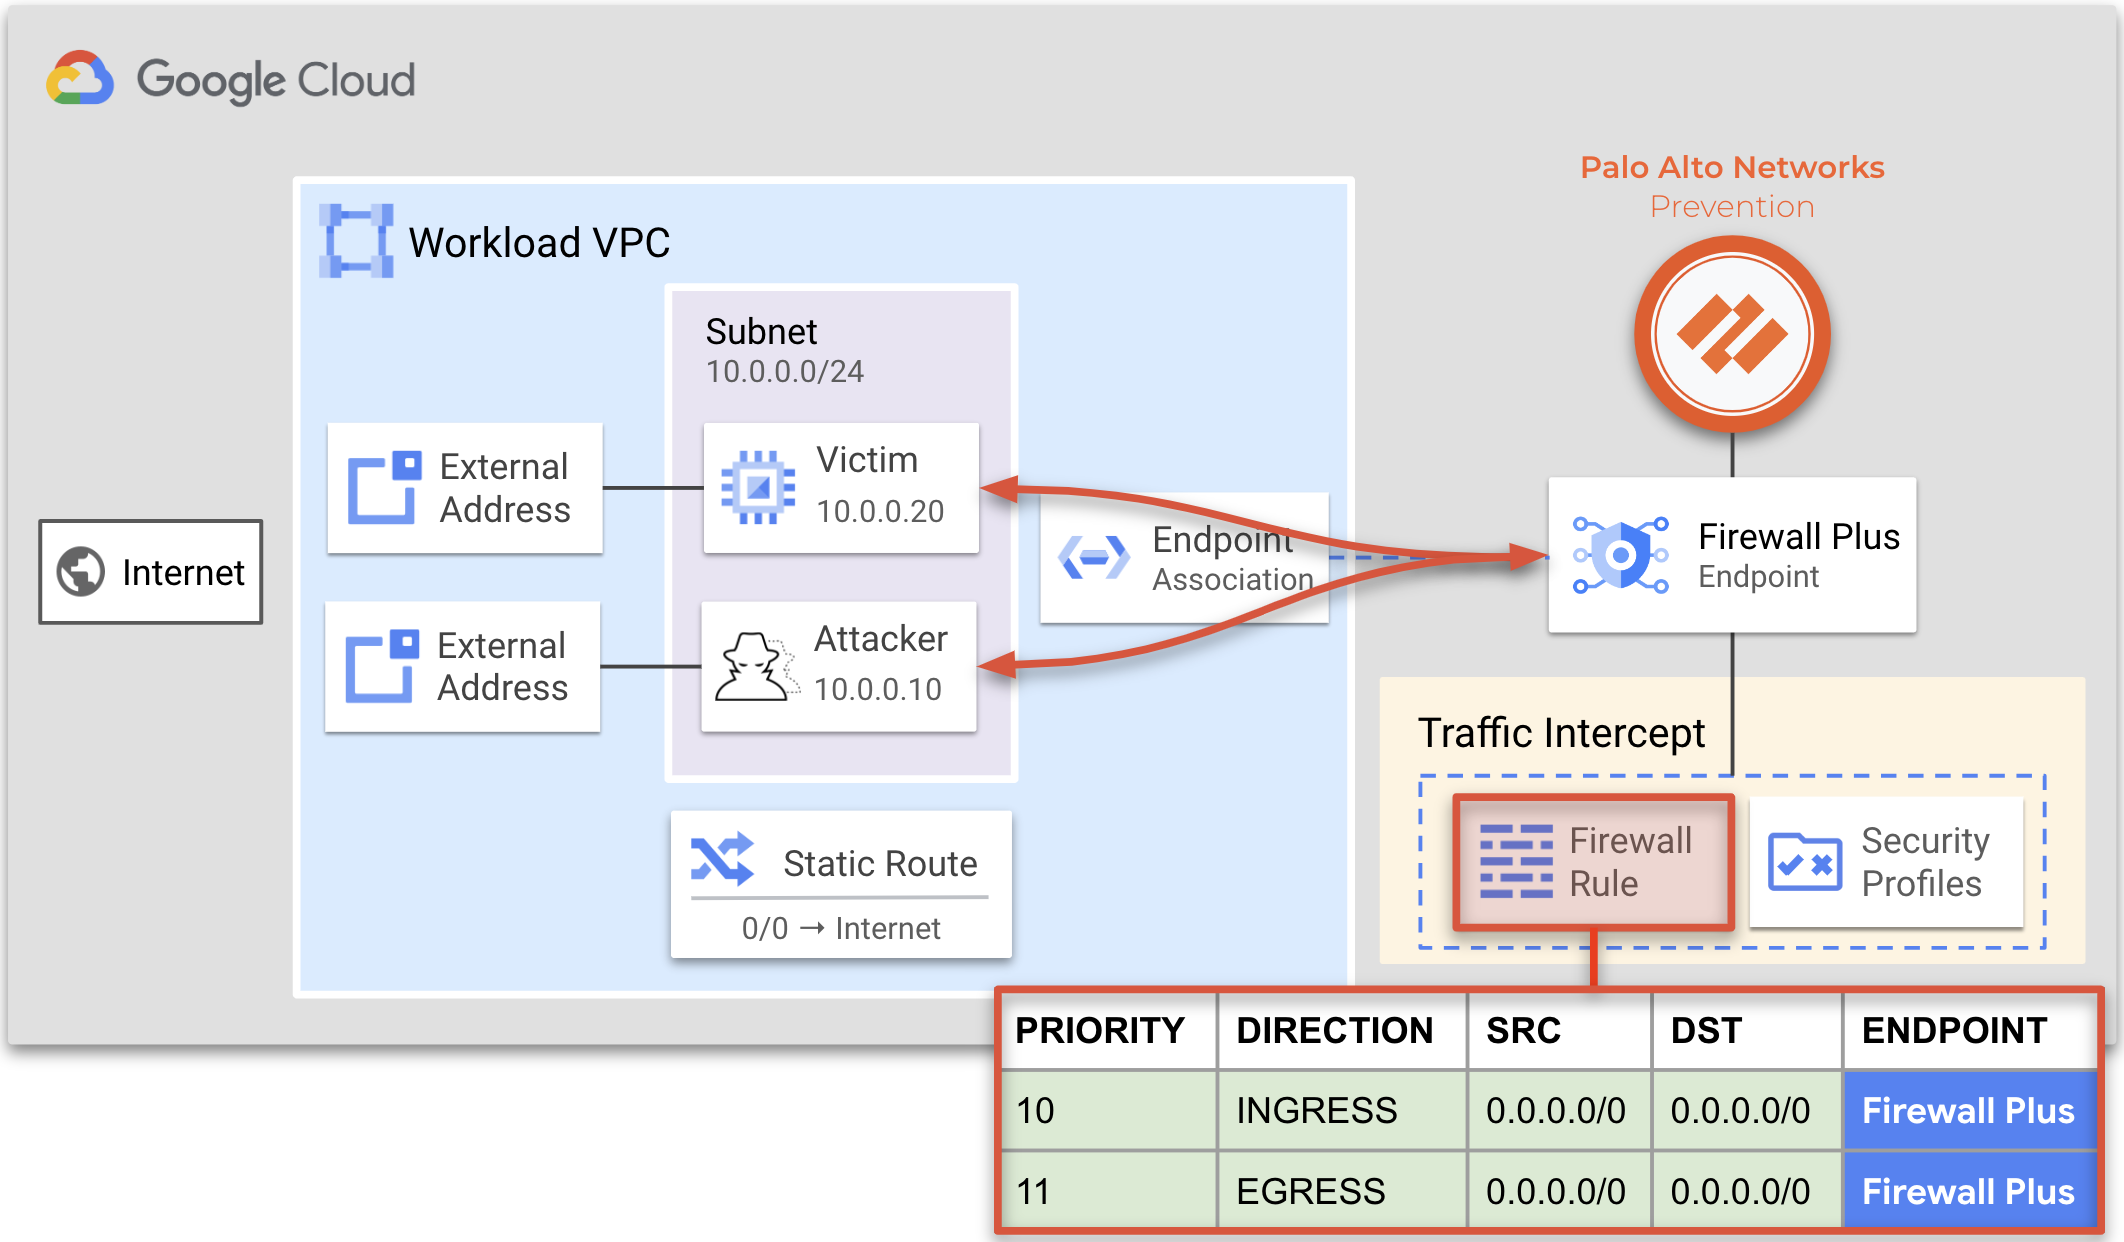 Google Cloud
Palo Alto Networks
Prevention
Workload VPC
Subnet
10.0.0.0/24
External
Address
Victim
10.0.0.20
Endpoint
Association
Firewall Plus
Endpoint
Internet
External
Address
Attacker
10.0.0.10
Traffic Intercept
Static Route
0/0 → Internet
Firewall
Rule
Security
Profiles
PRIORITY DIRECTION SRC DST ENDPOINT
10 INGRESS 0.0.0.0/0 0.0.0.0/0 Firewall Plus
11 EGRESS 0.0.0.0/0 0.0.0.0/0 Firewall Plus